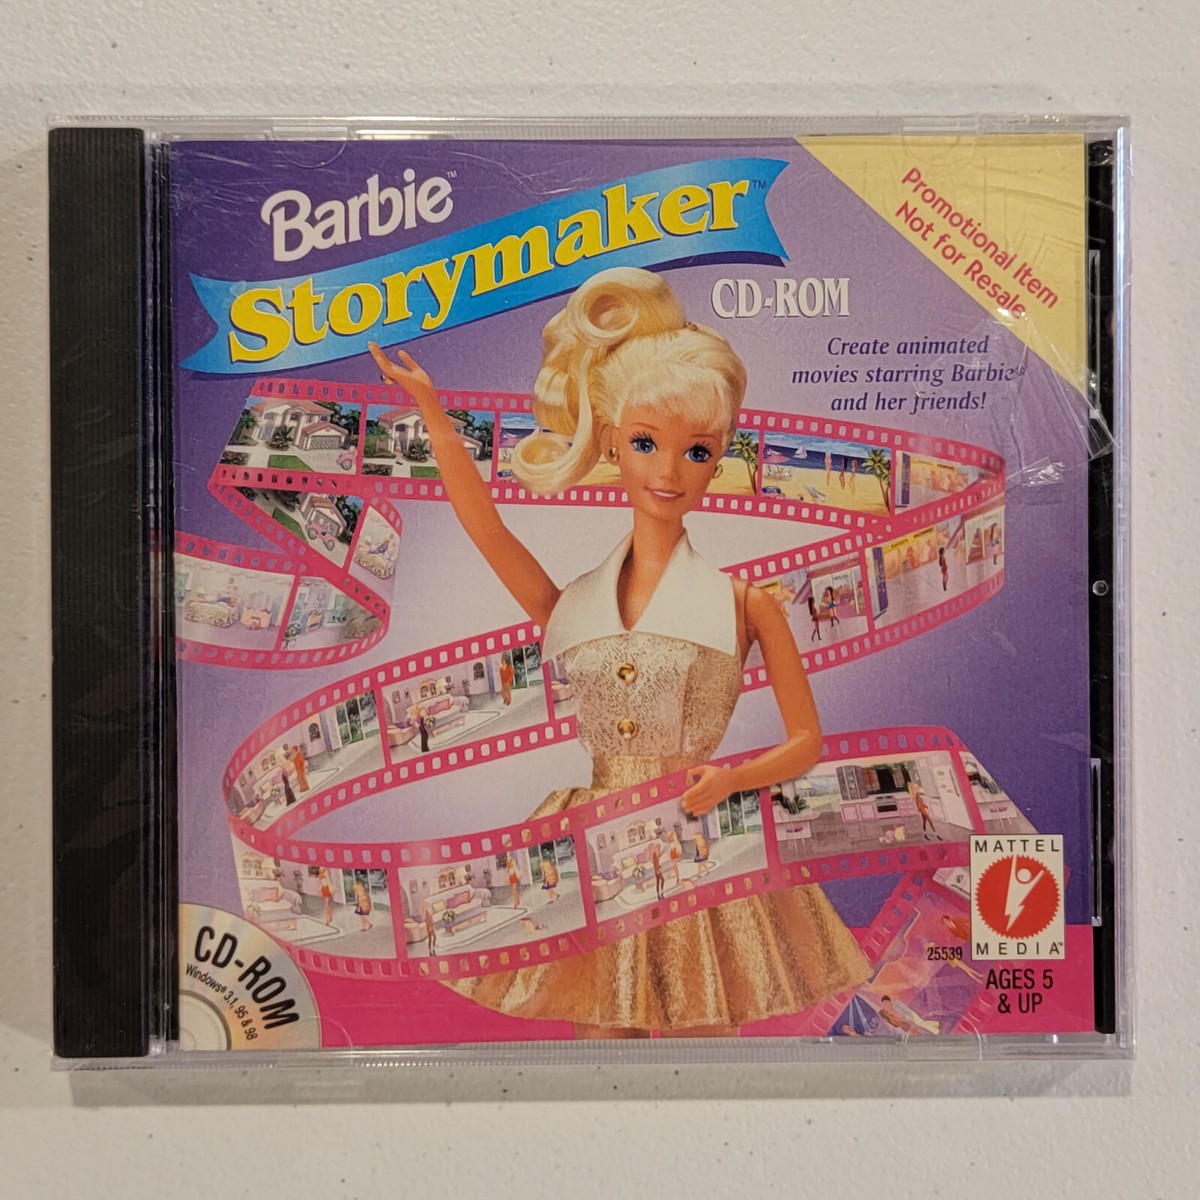 Barbie™
Storymaker™
CD-ROM
Promotional Item
Not for Resale
Create animated
movies starring Barbie®
and her friends!
CD-ROM
Windows® 3.1, 95 & 98
MATTEL
MEDIA™
25539
AGES 5
& UP